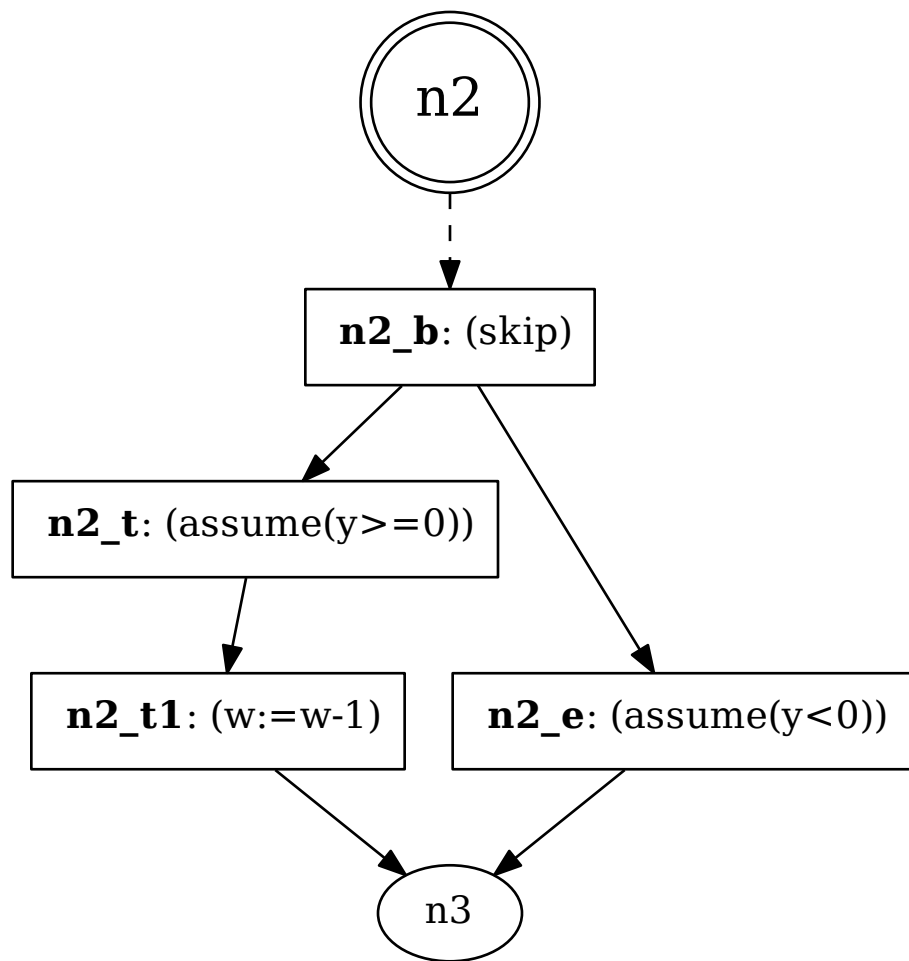 n2
n2_b: (skip)
n2_t: (assume(y>=0))
n2_t1: (w:=w-1)
n2_e: (assume(y<0))
n3